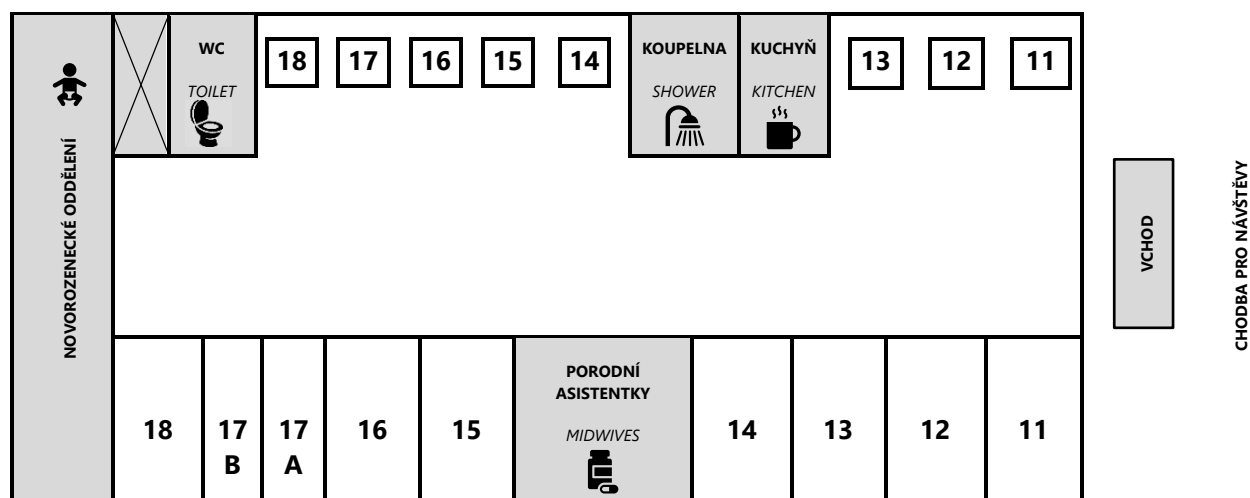 NOVOROZENECKÉ ODDĚLENÍ
WC
TOILET
18
17
16
15
14
KOUPELNA
SHOWER
KUCHYŇ
KITCHEN
13
12
11
VCHOD
CHODBA PRO NÁVŠTĚVY
18
17
B
17
A
16
15
PORODNÍ
ASISTENTKY
MIDWIVES
14
13
12
11